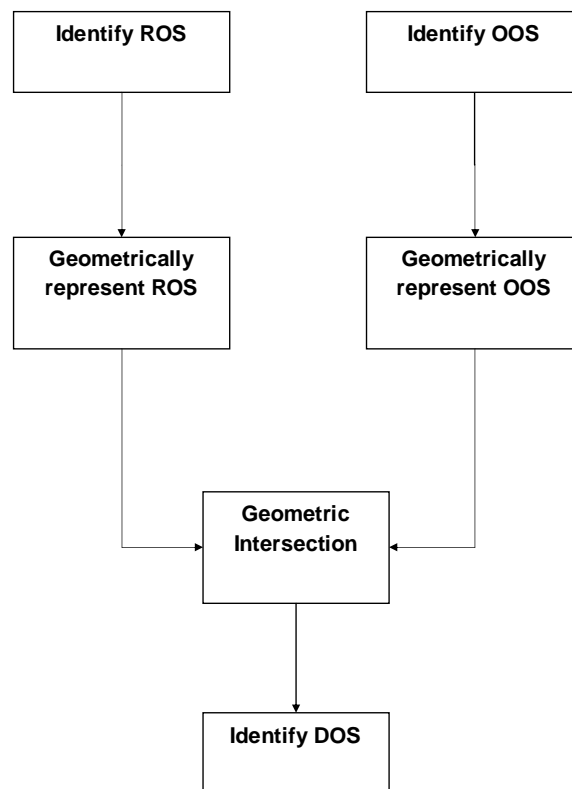 Identify ROS
Identify OOS
Geometrically
represent ROS
Geometrically
represent OOS
Geometric
Intersection
Identify DOS